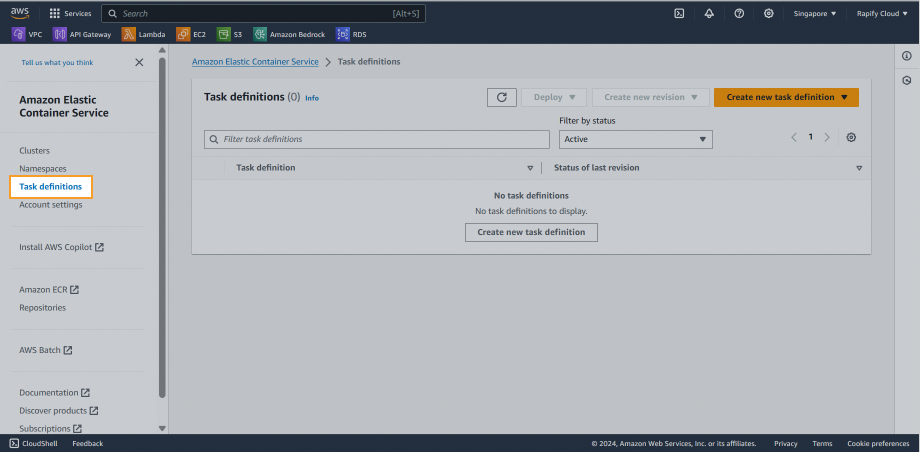 aws Services Search [Alt+S] Singapore Rapify Cloud
VPC API Gateway Lambda EC2 S3 Amazon Bedrock RDS
Tell us what you think
Amazon Elastic
Container Service
Clusters
Namespaces
Task definitions
Account settings
Install AWS Copilot
Amazon ECR
Repositories
AWS Batch
Documentation
Discover products
Subscriptions
Amazon Elastic Container Service Task definitions
Task definitions (0) Info Deploy Create new revision Create new task definition
Filter by status
Filter task definitions Active 1
Task definition Status of last revision
No task definitions
No task definitions to display.
Create new task definition
CloudShell Feedback © 2024, Amazon Web Services, Inc. or its affiliates. Privacy Terms Cookie preferences